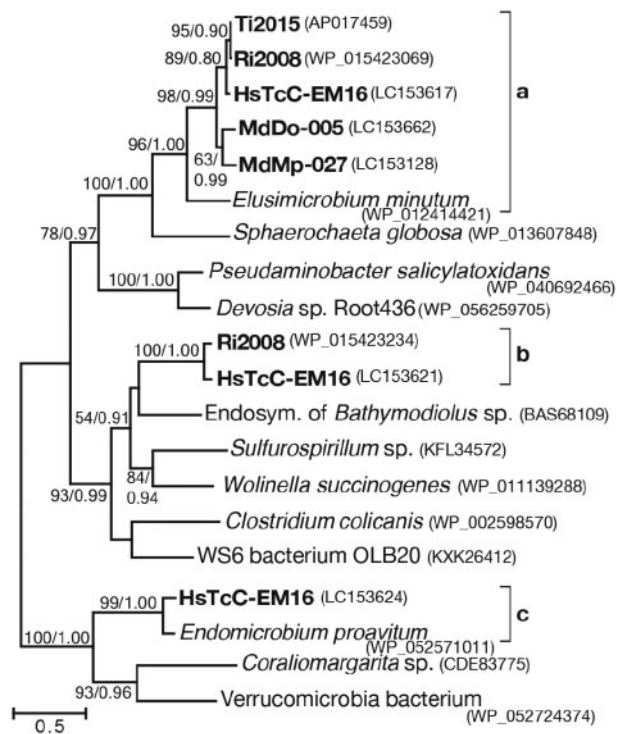 95/0.90
Ti2015 (AP017459)
89/0.80
Ri2008 (WP_015423069)
98/0.99
HsTcC-EM16 (LC153617)
a
MdDo-005 (LC153662)
96/1.00
63/
0.99
MdMp-027 (LC153128)
100/1.00
Elusimicrobium minutum
(WP_012414421)
78/0.97
Sphaerochaeta globosa (WP_013607848)
Pseudaminobacter salicylatoxidans
(WP_040692466)
100/1.00
Devosia sp. Root436 (WP_056259705)
Ri2008 (WP_015423234)
100/1.00
b
HsTcC-EM16 (LC153621)
54/0.91
Endosym. of Bathymodiolus sp. (BAS68109)
Sulfurospirillum sp. (KFL34572)
84/
0.94
93/0.99
Wolinella succinogenes (WP_011139288)
Clostridium colicanis (WP_002598570)
WS6 bacterium OLB20 (KXK26412)
HsTcC-EM16 (LC153624)
99/1.00
c
Endomicrobium proavitum
(WP_052571011)
100/1.00
Coraliomargarita sp. (CDE83775)
93/0.96
Verrucomicrobia bacterium
(WP_052724374)
0.5